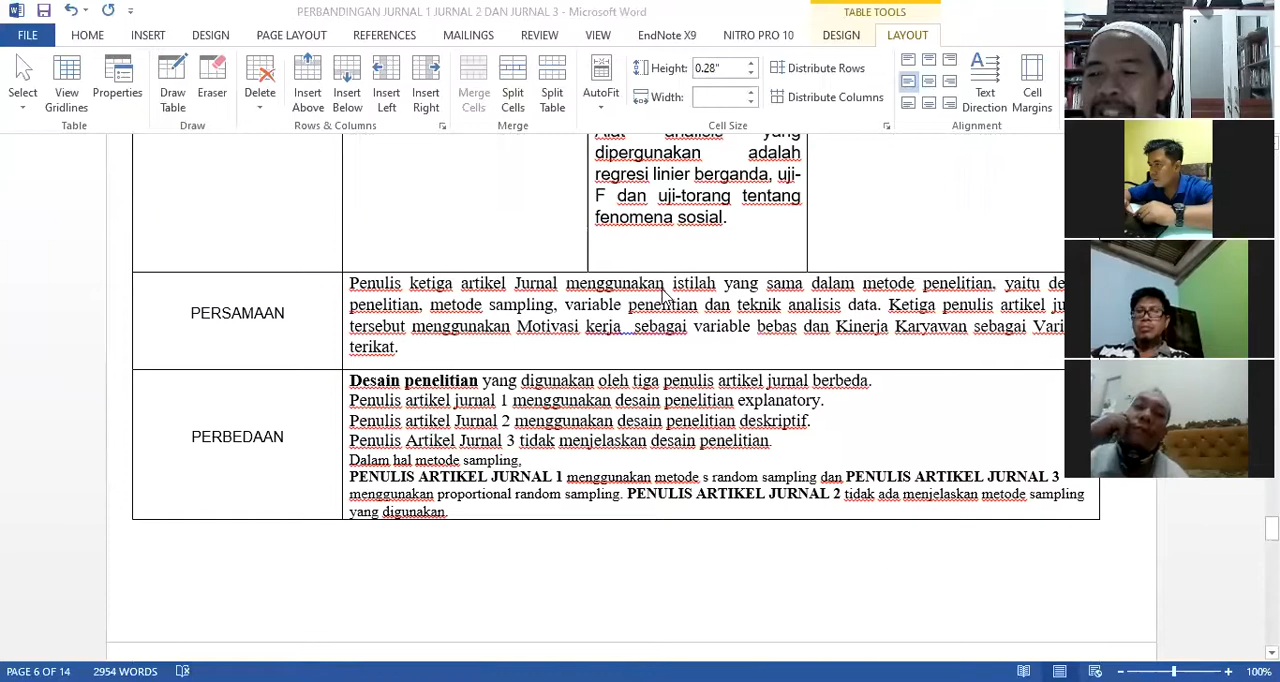 PERBANDINGAN JURNAL 1 JURNAL 2 DAN JURNAL 3 - Microsoft Word
TABLE TOOLS
FILE HOME INSERT DESIGN PAGE LAYOUT REFERENCES MAILINGS REVIEW VIEW EndNote X9 NITRO PRO 10 DESIGN LAYOUT
Select
View Gridlines
Properties
Table
Draw Table
Eraser
Draw
Delete
Insert Above
Insert Below
Insert Left
Insert Right
Rows & Columns
Merge Cells
Split Cells
Split Table
Merge
AutoFit
Height: 0.28"
Width:
Distribute Rows
Distribute Columns
Cell Size
Text Direction
Cell Margins
Alignment
Alat analisis yang
dipergunakan adalah
regresi linier berganda, uji-
F dan uji-torang tentang
fenomena sosial.
PERSAMAAN
Penulis ketiga artikel Jurnal menggunakan istilah yang sama dalam metode penelitian, yaitu de
penelitian, metode sampling, variable penelitian dan teknik analisis data. Ketiga penulis artikel ju
tersebut menggunakan Motivasi kerja sebagai variable bebas dan Kinerja Karyawan sebagai Vari
terikat.
PERBEDAAN
Desain penelitian yang digunakan oleh tiga penulis artikel jurnal berbeda.
Penulis artikel jurnal 1 menggunakan desain penelitian explanatory.
Penulis artikel Jurnal 2 menggunakan desain penelitian deskriptif.
Penulis Artikel Jurnal 3 tidak menjelaskan desain penelitian
Dalam hal metode sampling,
PENULIS ARTIKEL JURNAL 1 menggunakan metode s random sampling dan PENULIS ARTIKEL JURNAL 3
menggunakan proportional random sampling. PENULIS ARTIKEL JURNAL 2 tidak ada menjelaskan metode sampling
yang digunakan.
PAGE 6 OF 14 2954 WORDS 100%